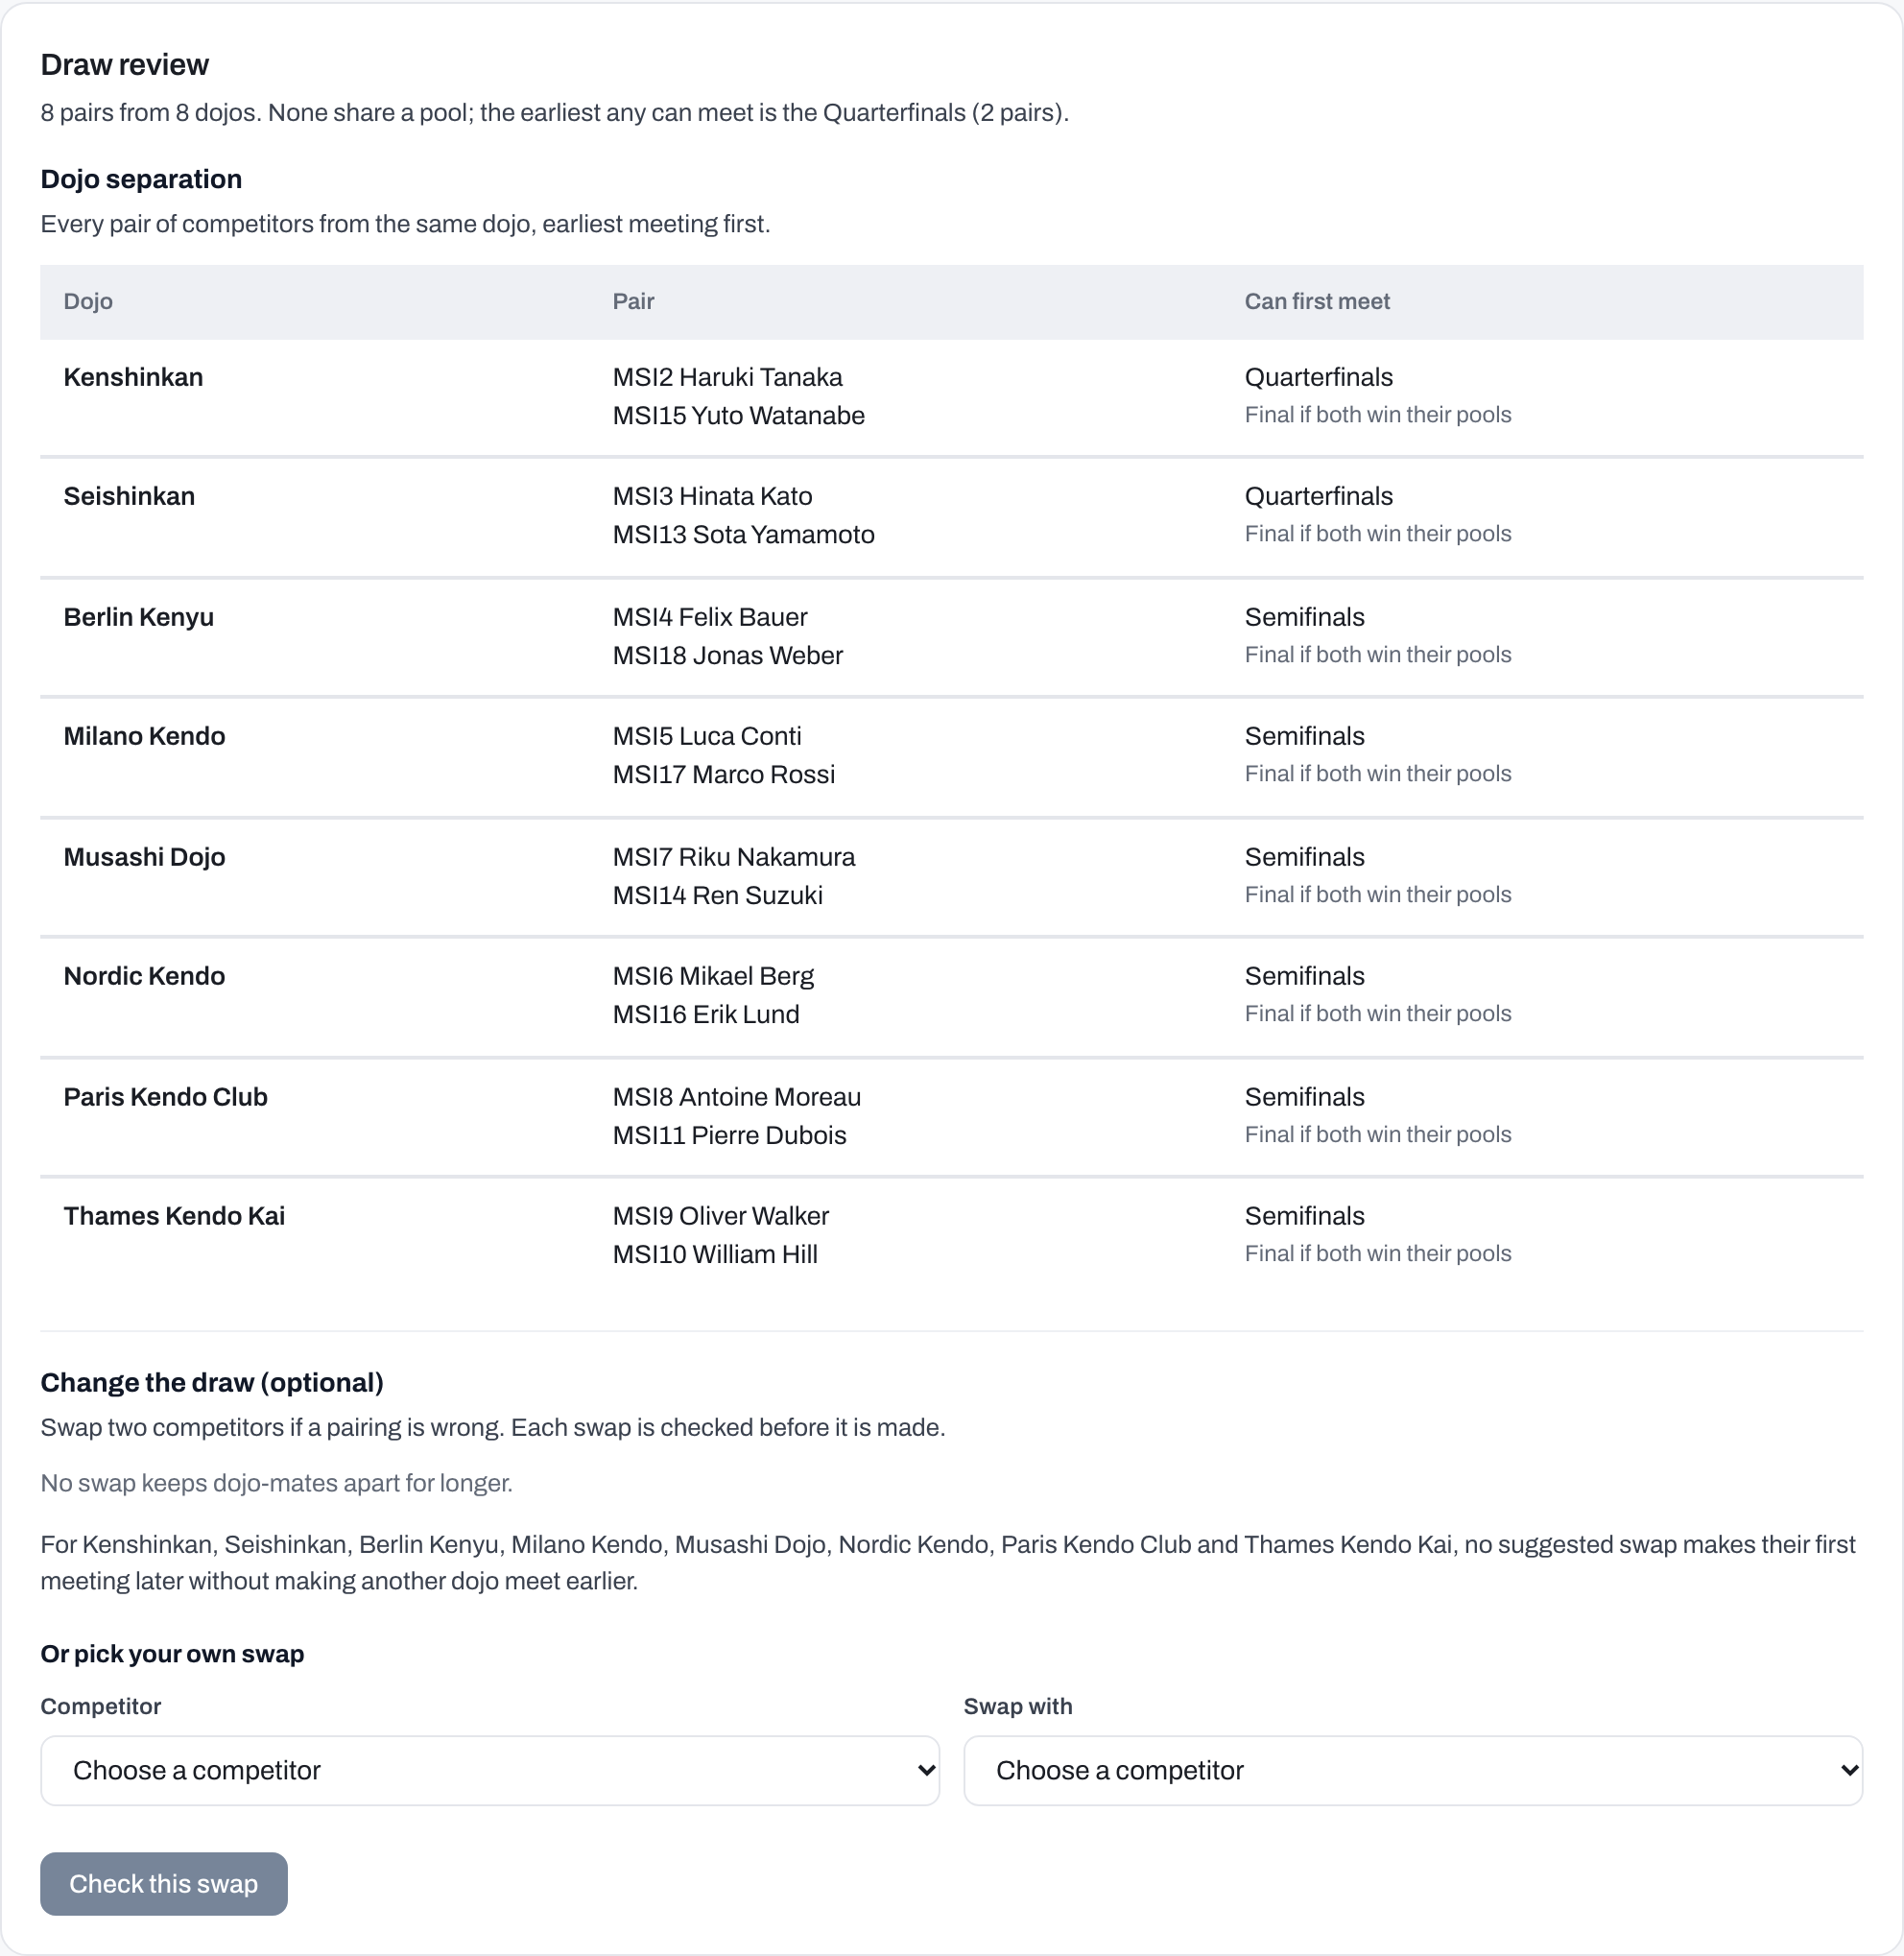 Draw review
8 pairs from 8 dojos. None share a pool; the earliest any can meet is the Quarterfinals (2 pairs).
Dojo separation
Every pair of competitors from the same dojo, earliest meeting first.
Dojo Pair Can first meet
Kenshinkan MSI2 Haruki Tanaka Quarterfinals
MSI15 Yuto Watanabe Final if both win their pools
Seishinkan MSI3 Hinata Kato Quarterfinals
MSI13 Sota Yamamoto Final if both win their pools
Berlin Kenyu MSI4 Felix Bauer Semifinals
MSI18 Jonas Weber Final if both win their pools
Milano Kendo MSI5 Luca Conti Semifinals
MSI17 Marco Rossi Final if both win their pools
Musashi Dojo MSI7 Riku Nakamura Semifinals
MSI14 Ren Suzuki Final if both win their pools
Nordic Kendo MSI6 Mikael Berg Semifinals
MSI16 Erik Lund Final if both win their pools
Paris Kendo Club MSI8 Antoine Moreau Semifinals
MSI11 Pierre Dubois Final if both win their pools
Thames Kendo Kai MSI9 Oliver Walker Semifinals
MSI10 William Hill Final if both win their pools
Change the draw (optional)
Swap two competitors if a pairing is wrong. Each swap is checked before it is made.
No swap keeps dojo-mates apart for longer.
For Kenshinkan, Seishinkan, Berlin Kenyu, Milano Kendo, Musashi Dojo, Nordic Kendo, Paris Kendo Club and Thames Kendo Kai, no suggested swap makes their first
meeting later without making another dojo meet earlier.
Or pick your own swap
Competitor Swap with
Choose a competitor Choose a competitor
Check this swap